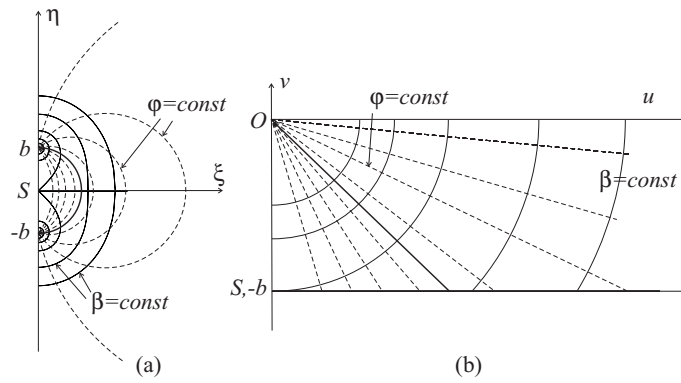 η
φ=const
b
ξ
S
-b
β=const
(a)
v
u
O
φ=const
β=const
S,-b
(b)